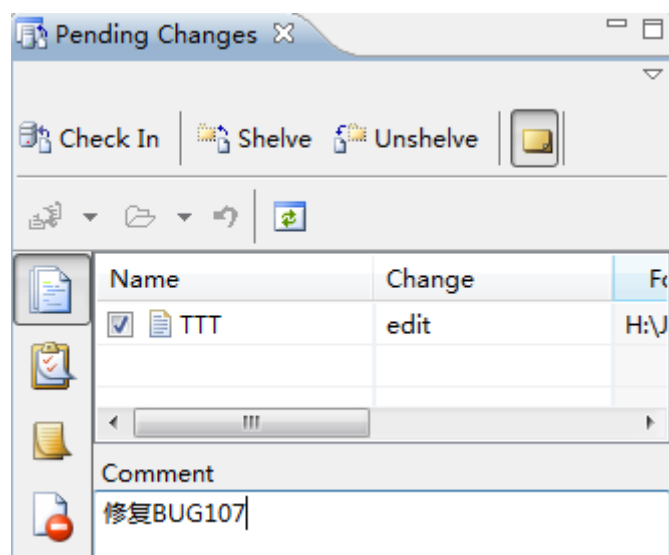 Pending Changes
Check In Shelve Unshelve
Name Change
TTT edit H:\J
Comment
修复BUG107